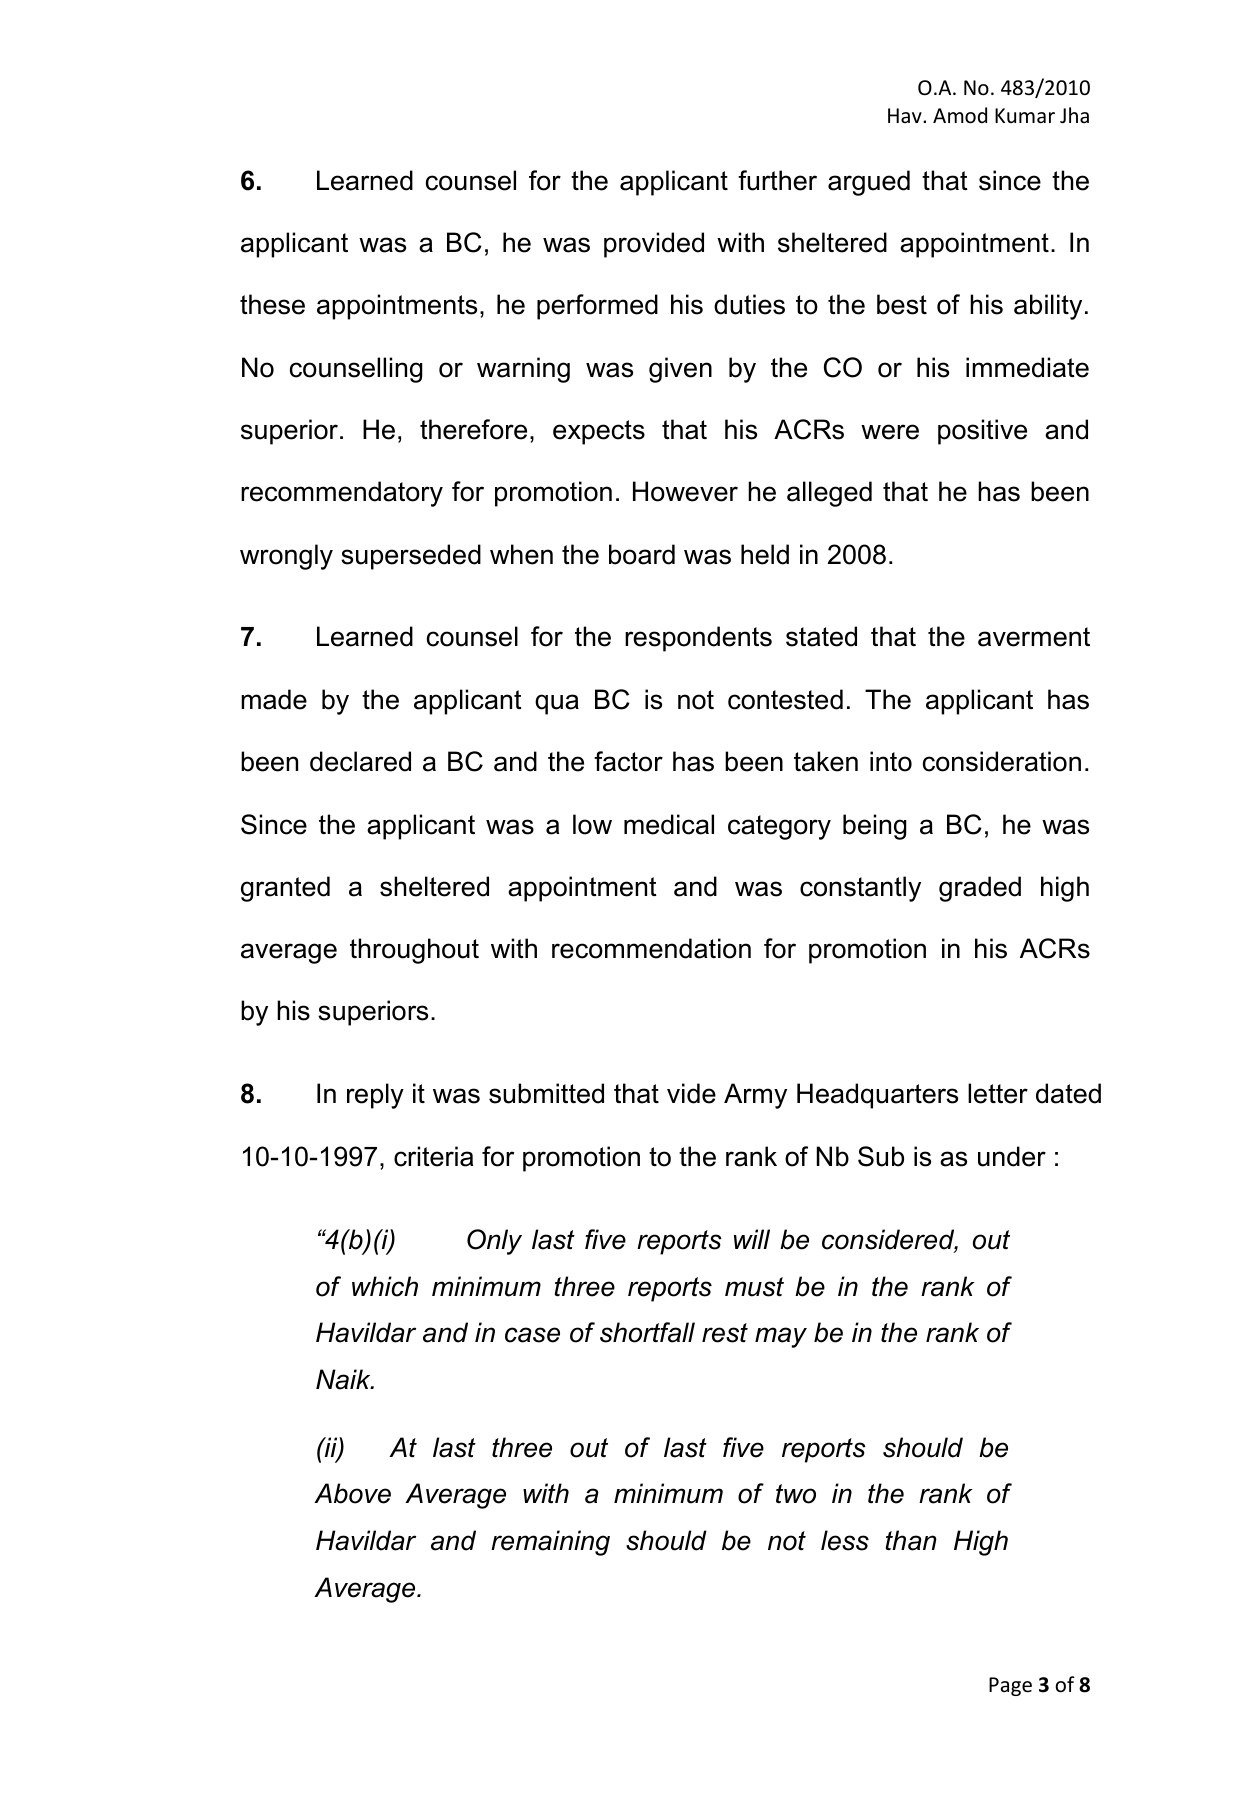 O.A. No. 483/2010
Hav. Amod Kumar Jha
6. Learned counsel for the applicant further argued that since the
applicant was a BC, he was provided with sheltered appointment. In
these appointments, he performed his duties to the best of his ability.
No counselling or warning was given by the CO or his immediate
superior. He, therefore, expects that his ACRs were positive and
recommendatory for promotion. However he alleged that he has been
wrongly superseded when the board was held in 2008.
7. Learned counsel for the respondents stated that the averment
made by the applicant qua BC is not contested. The applicant has
been declared a BC and the factor has been taken into consideration.
Since the applicant was a low medical category being a BC, he was
granted a sheltered appointment and was constantly graded high
average throughout with recommendation for promotion in his ACRs
by his superiors.
8. In reply it was submitted that vide Army Headquarters letter dated
10-10-1997, criteria for promotion to the rank of Nb Sub is as under :
“4(b)(i) Only last five reports will be considered, out
of which minimum three reports must be in the rank of
Havildar and in case of shortfall rest may be in the rank of
Naik.
(ii) At last three out of last five reports should be
Above Average with a minimum of two in the rank of
Havildar and remaining should be not less than High
Average.
Page 3 of 8